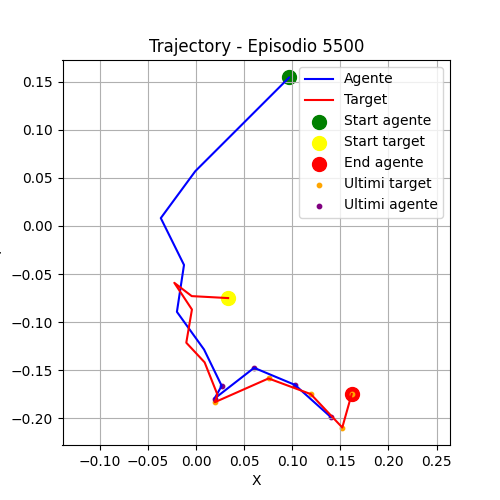 Trajectory - Episodio 5500
Agente
Target
Start agente
Start target
End agente
Ultimi target
Ultimi agente
0.15
0.10
0.05
0.00
−0.05
−0.10
−0.15
−0.20
−0.10 −0.05 0.00 0.05 0.10 0.15 0.20 0.25
X